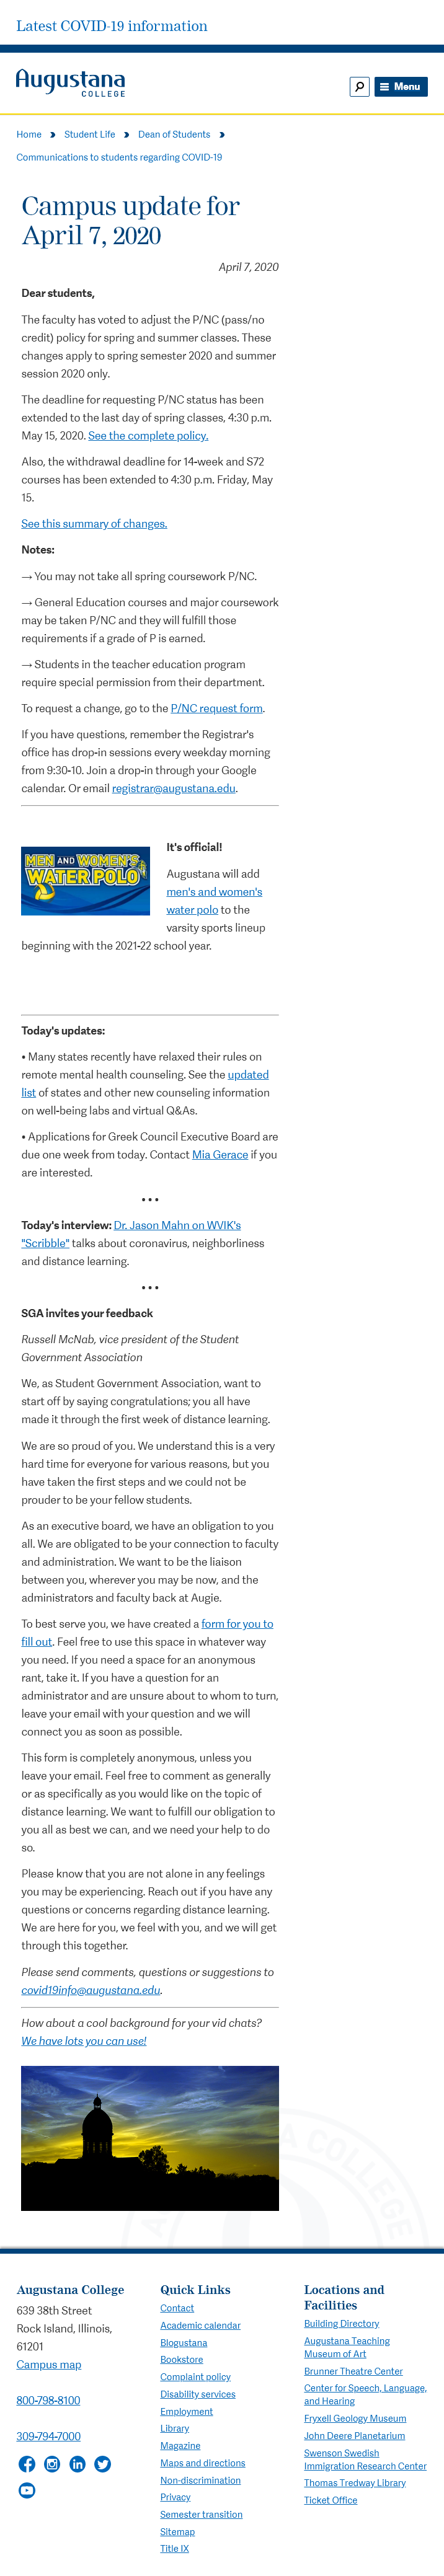 Latest COVID-19 information
Augustana
COLLEGE
Menu
Home
Student Life
Dean of Students
Communications to students regarding COVID-19
Campus update for
April 7, 2020
April 7, 2020
Dear students,
The faculty has voted to adjust the P/NC (pass/no
credit) policy for spring and summer classes. These
changes apply to spring semester 2020 and summer
session 2020 only.
The deadline for requesting P/NC status has been
extended to the last day of spring classes, 4:30 p.m.
May 15, 2020. See the complete policy.
Also, the withdrawal deadline for 14-week and S72
courses has been extended to 4:30 p.m. Friday, May
15.
See this summary of changes.
Notes:
→ You may not take all spring coursework P/NC.
→ General Education courses and major coursework
may be taken P/NC and they will fulfill those
requirements if a grade of P is earned.
→ Students in the teacher education program
require special permission from their department.
To request a change, go to the P/NC request form.
If you have questions, remember the Registrar's
office has drop-in sessions every weekday morning
from 9:30-10. Join a drop-in through your Google
calendar. Or email registrar@augustana.edu.
MEN AND WOMEN'S
WATER POLO
It's official!
Augustana will add
men's and women's
water polo to the
varsity sports lineup
beginning with the 2021-22 school year.
Today's updates:
• Many states recently have relaxed their rules on
remote mental health counseling. See the updated
list of states and other new counseling information
on well-being labs and virtual Q&As.
• Applications for Greek Council Executive Board are
due one week from today. Contact Mia Gerace if you
are interested.
• • •
Today's interview: Dr. Jason Mahn on WVIK's
"Scribble" talks about coronavirus, neighborliness
and distance learning.
• • •
SGA invites your feedback
Russell McNab, vice president of the Student
Government Association
We, as Student Government Association, want to
start off by saying congratulations; you all have
made it through the first week of distance learning.
We are so proud of you. We understand this is a very
hard time for everyone for various reasons, but you
have taken the first steps and we could not be
prouder to be your fellow students.
As an executive board, we have an obligation to you
all. We are obligated to be your connection to faculty
and administration. We want to be the liaison
between you, wherever you may be now, and the
administrators and faculty back at Augie.
To best serve you, we have created a form for you to
fill out. Feel free to use this space in whatever way
you need. If you need a space for an anonymous
rant, take it. If you have a question for an
administrator and are unsure about to whom to turn,
leave your email with your question and we will
connect you as soon as possible.
This form is completely anonymous, unless you
leave your email. Feel free to comment as generally
or as specifically as you would like on the topic of
distance learning. We want to fulfill our obligation to
you all as best we can, and we need your help to do
so.
Please know that you are not alone in any feelings
you may be experiencing. Reach out if you have any
questions or concerns regarding distance learning.
We are here for you, we feel with you, and we will get
through this together.
Please send comments, questions or suggestions to
covid19info@augustana.edu.
How about a cool background for your vid chats?
We have lots you can use!
Augustana College
639 38th Street
Rock Island, Illinois,
61201
Campus map
800-798-8100
309-794-7000
Quick Links
Contact
Academic calendar
Blogustana
Bookstore
Complaint policy
Disability services
Employment
Library
Magazine
Maps and directions
Non-discrimination
Privacy
Semester transition
Sitemap
Title IX
Locations and
Facilities
Building Directory
Augustana Teaching
Museum of Art
Brunner Theatre Center
Center for Speech, Language,
and Hearing
Fryxell Geology Museum
John Deere Planetarium
Swenson Swedish
Immigration Research Center
Thomas Tredway Library
Ticket Office